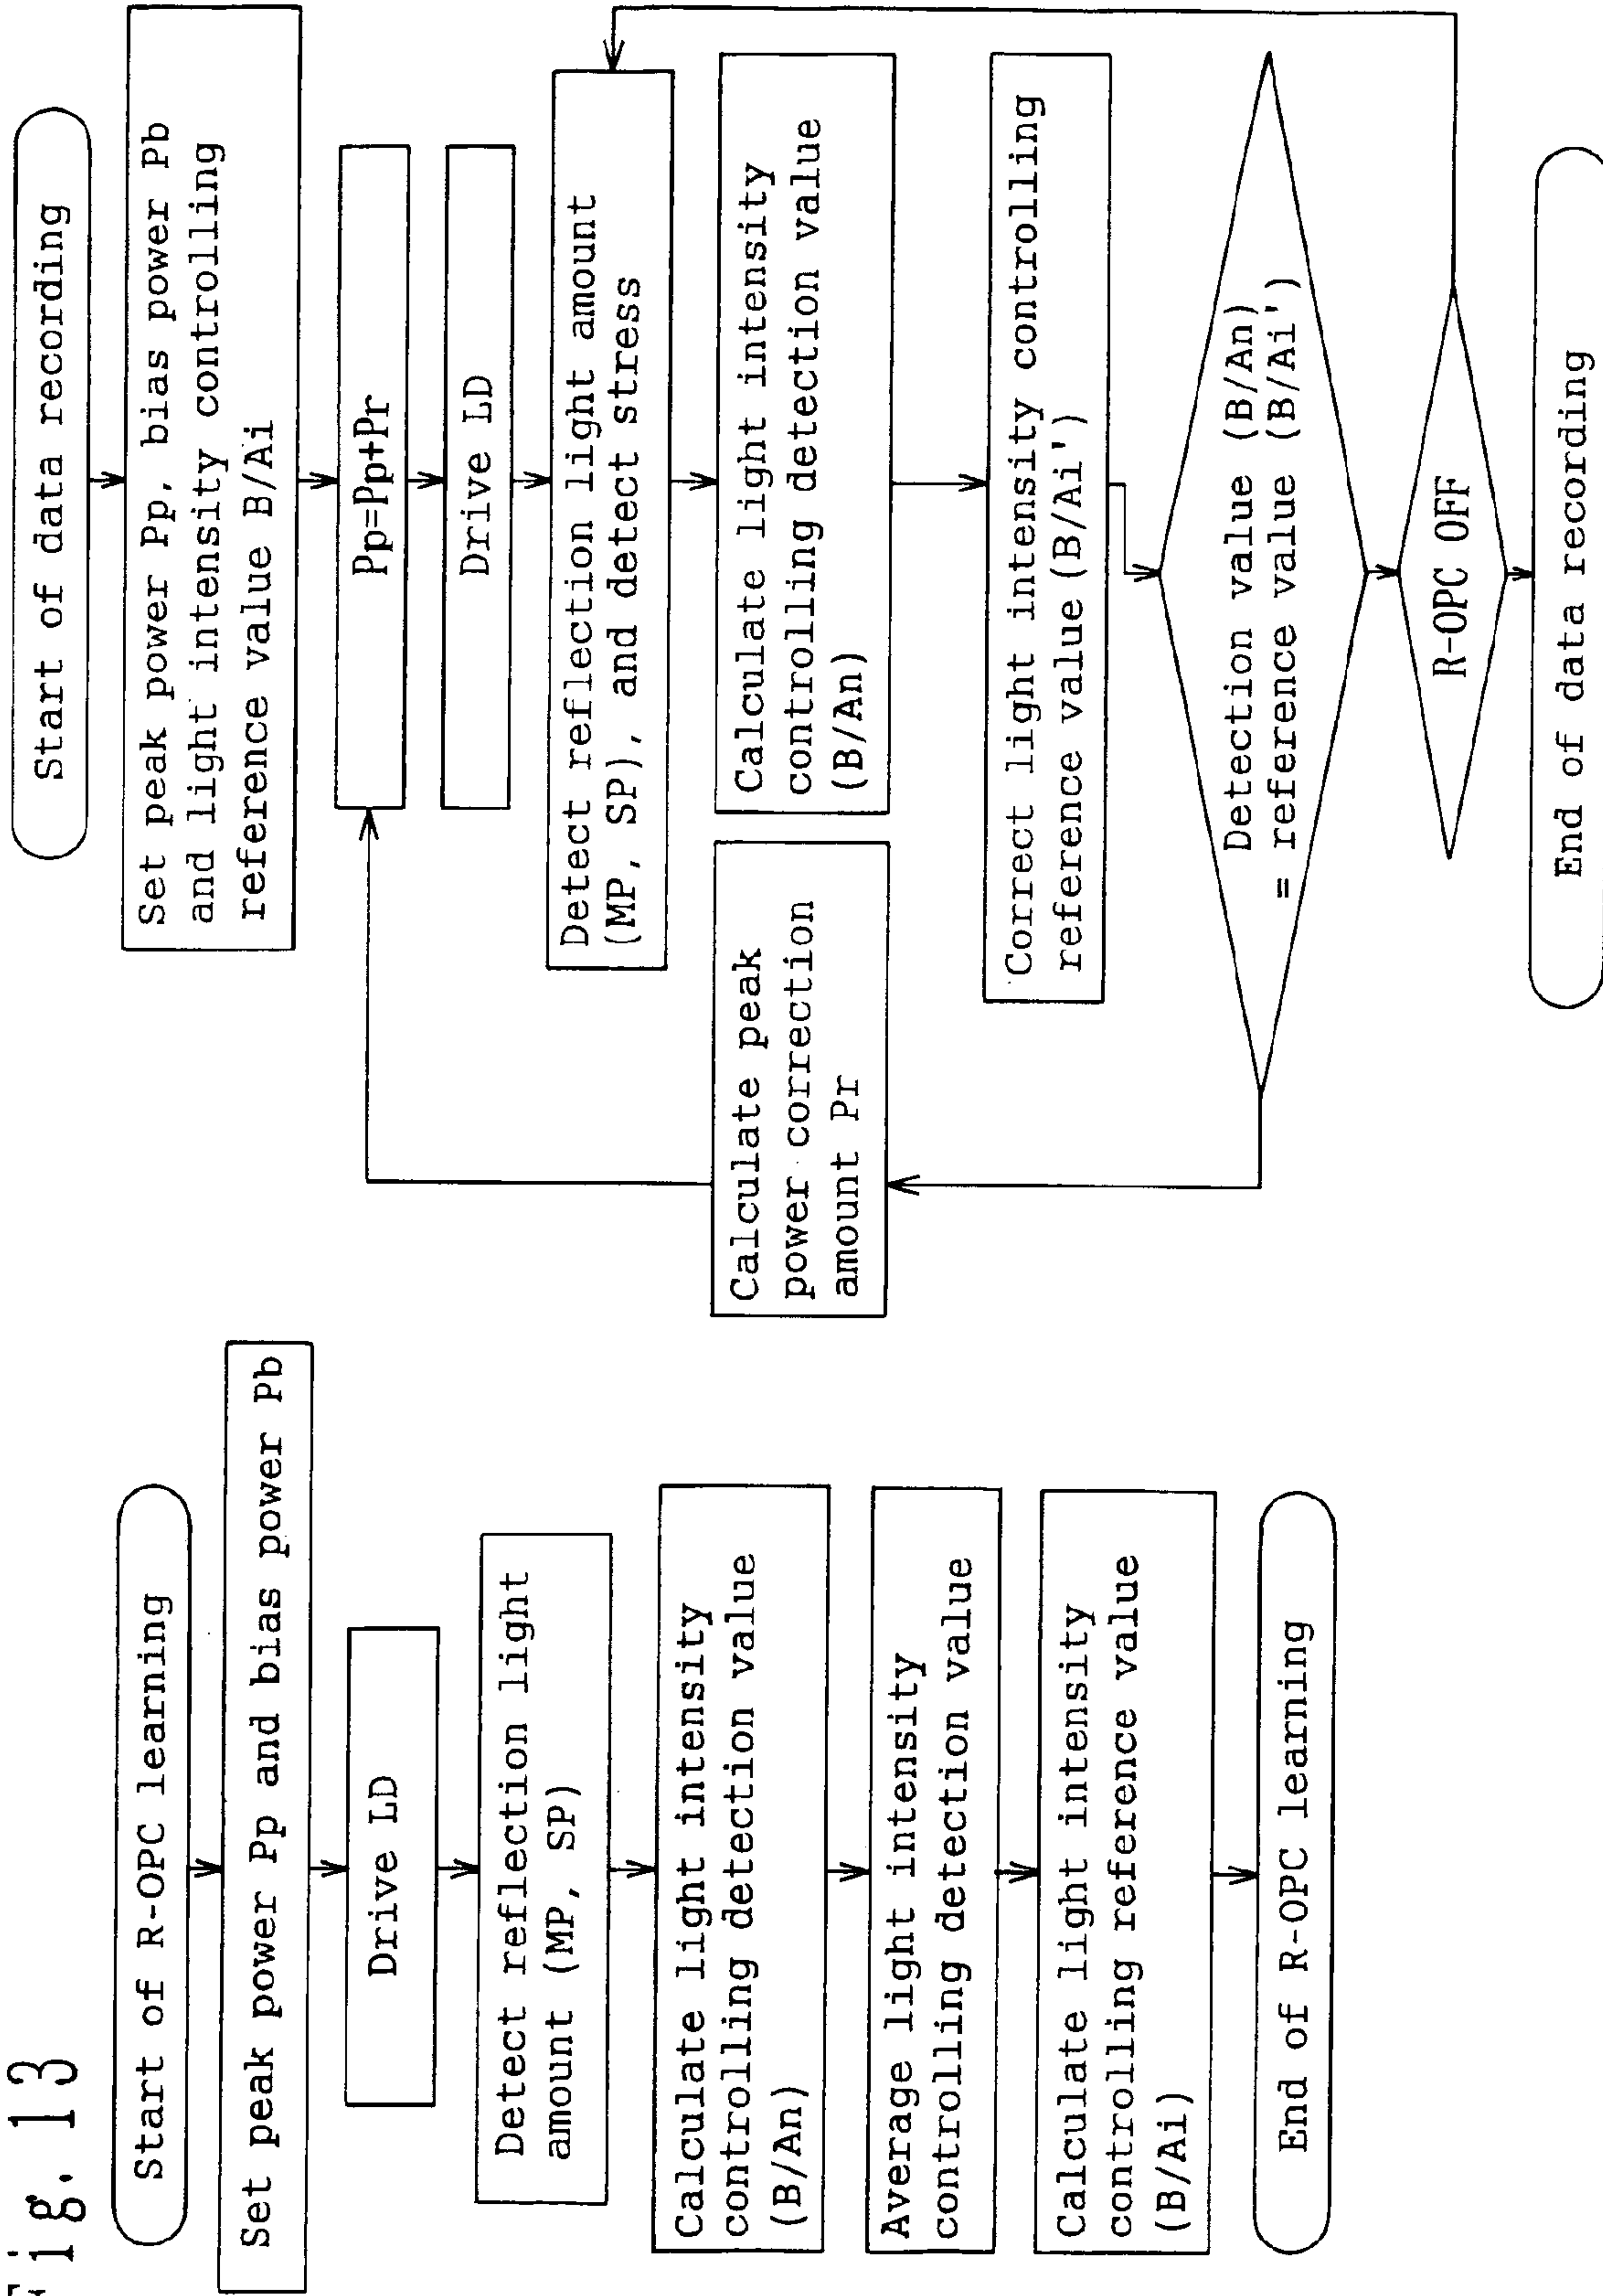 Fig. 13
Start of R-OPC learning
Set peak power Pp and bias power Pb
Drive LD
Detect reflection light
amount (MP, SP)
Calculate light intensity
controlling detection value
(B/An)
Average light intensity
controlling detection value
Calculate light intensity
controlling reference value
(B/Ai)
End of R-OPC learning
Start of data recording
Set peak power Pp, bias power Pb
and light intensity controlling
reference value B/Ai
Pp=Pp+Pr
Drive LD
Detect reflection light amount
(MP, SP), and detect stress
Calculate light intensity
controlling detection value
(B/An)
Calculate peak
power correction
amount Pr
Correct light intensity controlling
reference value (B/Ai')
Detection value (B/An)
= reference value (B/Ai')
R-OPC OFF
End of data recording